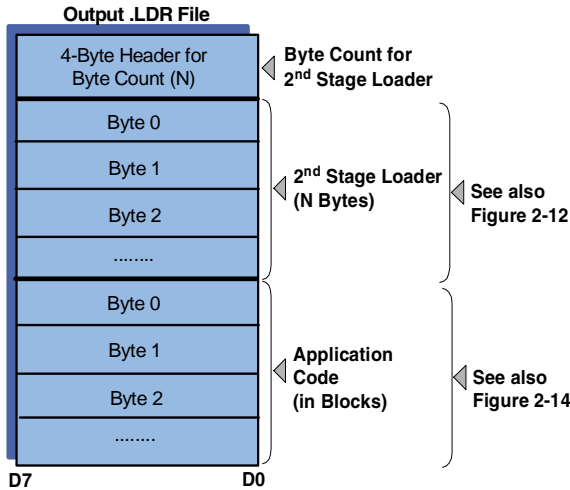 Output .LDR File
4-Byte Header for
Byte Count (N)
Byte Count for
2nd Stage Loader
Byte 0
Byte 1
Byte 2
........
2nd Stage Loader
(N Bytes)
See also
Figure 2-12
Byte 0
Byte 1
Byte 2
........
Application
Code
(in Blocks)
See also
Figure 2-14
D7
D0